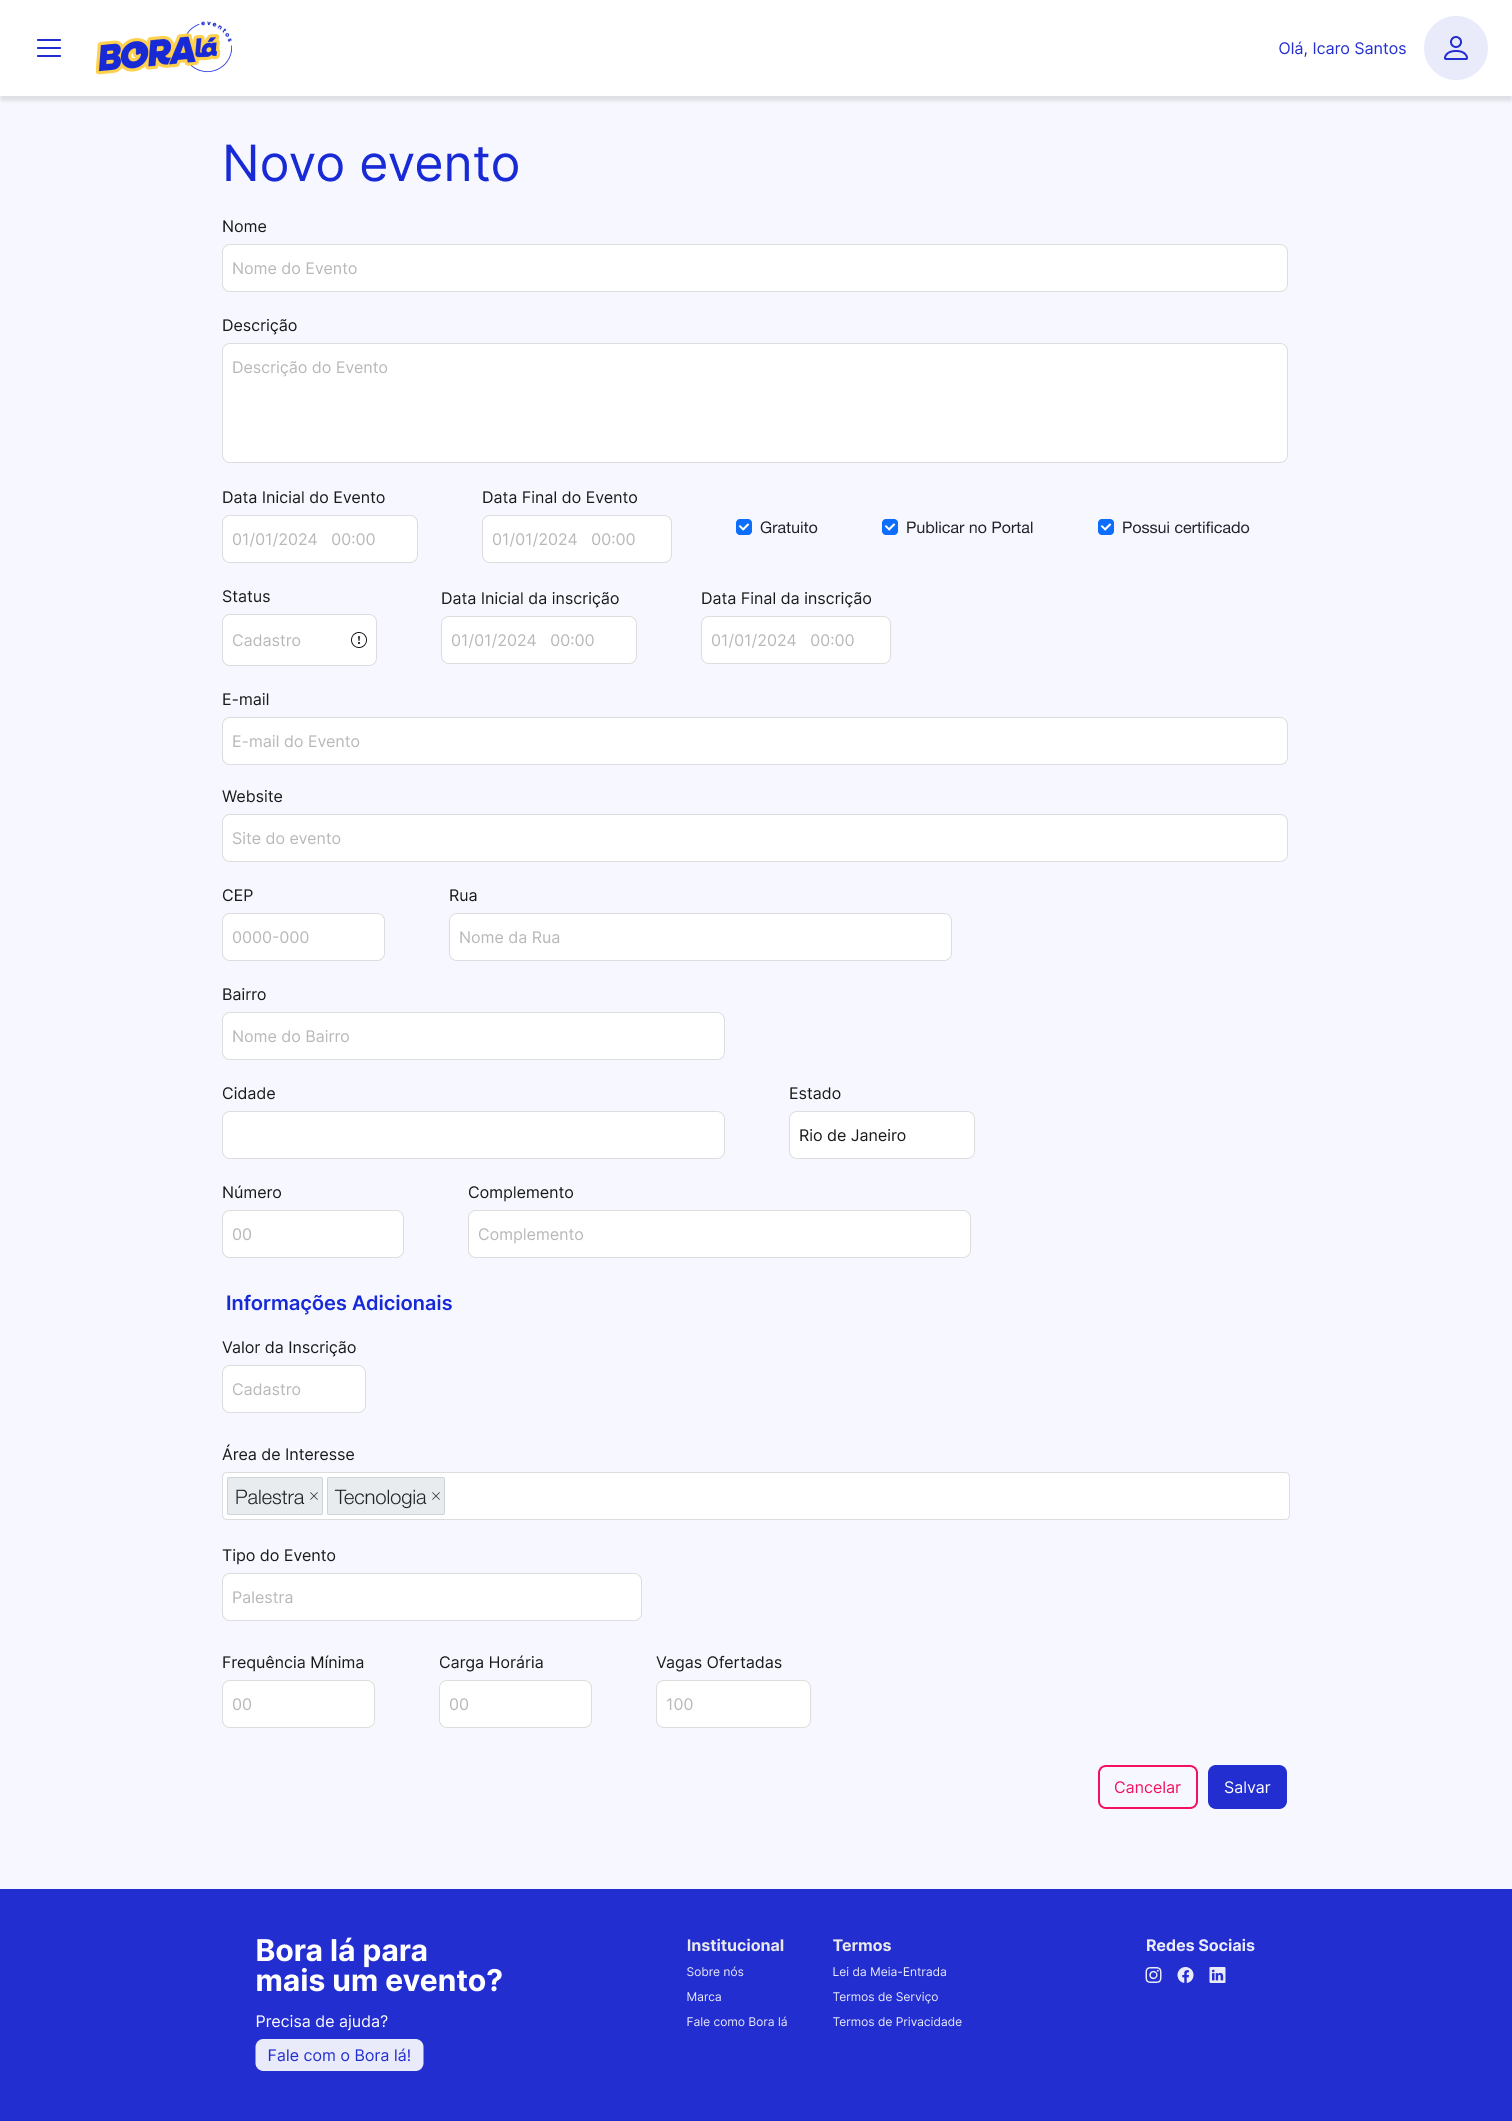 BORA lá eventos
Olá, Icaro Santos
Novo evento
Nome
Nome do Evento
Descrição
Descrição do Evento
Data Inicial do Evento
01/01/2024 00:00
Data Final do Evento
01/01/2024 00:00
Gratuito
Publicar no Portal
Possui certificado
Status
Cadastro
Data Inicial da inscrição
01/01/2024 00:00
Data Final da inscrição
01/01/2024 00:00
E-mail
E-mail do Evento
Website
Site do evento
CEP
0000-000
Rua
Nome da Rua
Bairro
Nome do Bairro
Cidade
Estado
Rio de Janeiro
Número
00
Complemento
Complemento
Informações Adicionais
Valor da Inscrição
Cadastro
Área de Interesse
Palestra × Tecnologia ×
Tipo do Evento
Palestra
Frequência Mínima
00
Carga Horária
00
Vagas Ofertadas
100
Cancelar
Salvar
Bora lá para
mais um evento?
Precisa de ajuda?
Fale com o Bora lá!
Institucional
Sobre nós
Marca
Fale como Bora lá
Termos
Lei da Meia-Entrada
Termos de Serviço
Termos de Privacidade
Redes Sociais